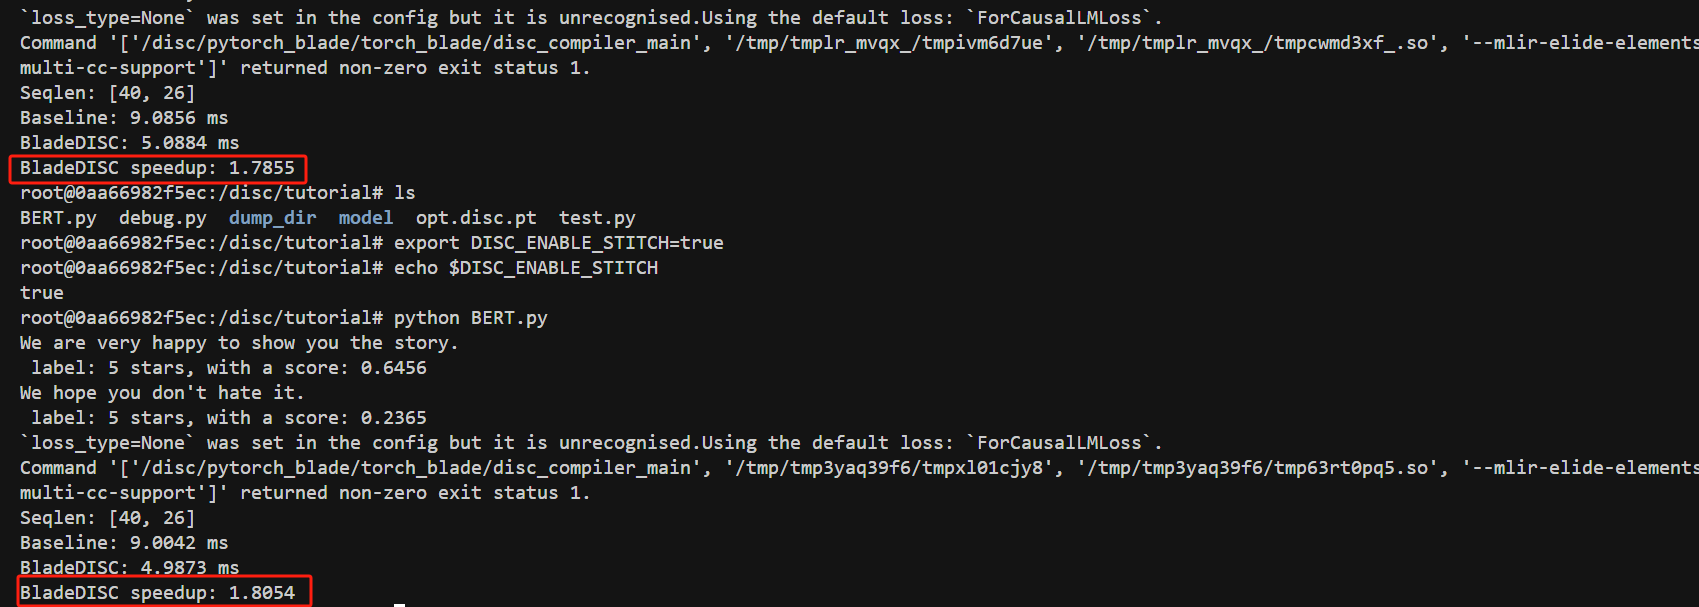 `loss_type=None` was set in the config but it is unrecognised.Using the default loss: `ForCausalLMLoss`.
Command '['/disc/pytorch_blade/torch_blade/disc_compiler_main', '/tmp/tmplr_mvqx_/tmpivm6d7ue', '/tmp/tmplr_mvqx_/tmpcwmd3xf_.so', '--mlir-elide-elements
multi-cc-support']' returned non-zero exit status 1.
Seqlen: [40, 26]
Baseline: 9.0856 ms
BladeDISC: 5.0884 ms
BladeDISC speedup: 1.7855
root@0aa66982f5ec:/disc/tutorial# ls
BERT.py  debug.py  dump_dir  model  opt.disc.pt  test.py
root@0aa66982f5ec:/disc/tutorial# export DISC_ENABLE_STITCH=true
root@0aa66982f5ec:/disc/tutorial# echo $DISC_ENABLE_STITCH
true
root@0aa66982f5ec:/disc/tutorial# python BERT.py
We are very happy to show you the story.
 label: 5 stars, with a score: 0.6456
We hope you don't hate it.
 label: 5 stars, with a score: 0.2365
`loss_type=None` was set in the config but it is unrecognised.Using the default loss: `ForCausalLMLoss`.
Command '['/disc/pytorch_blade/torch_blade/disc_compiler_main', '/tmp/tmp3yaq39f6/tmpxl01cjy8', '/tmp/tmp3yaq39f6/tmp63rt0pq5.so', '--mlir-elide-elements
multi-cc-support']' returned non-zero exit status 1.
Seqlen: [40, 26]
Baseline: 9.0042 ms
BladeDISC: 4.9873 ms
BladeDISC speedup: 1.8054